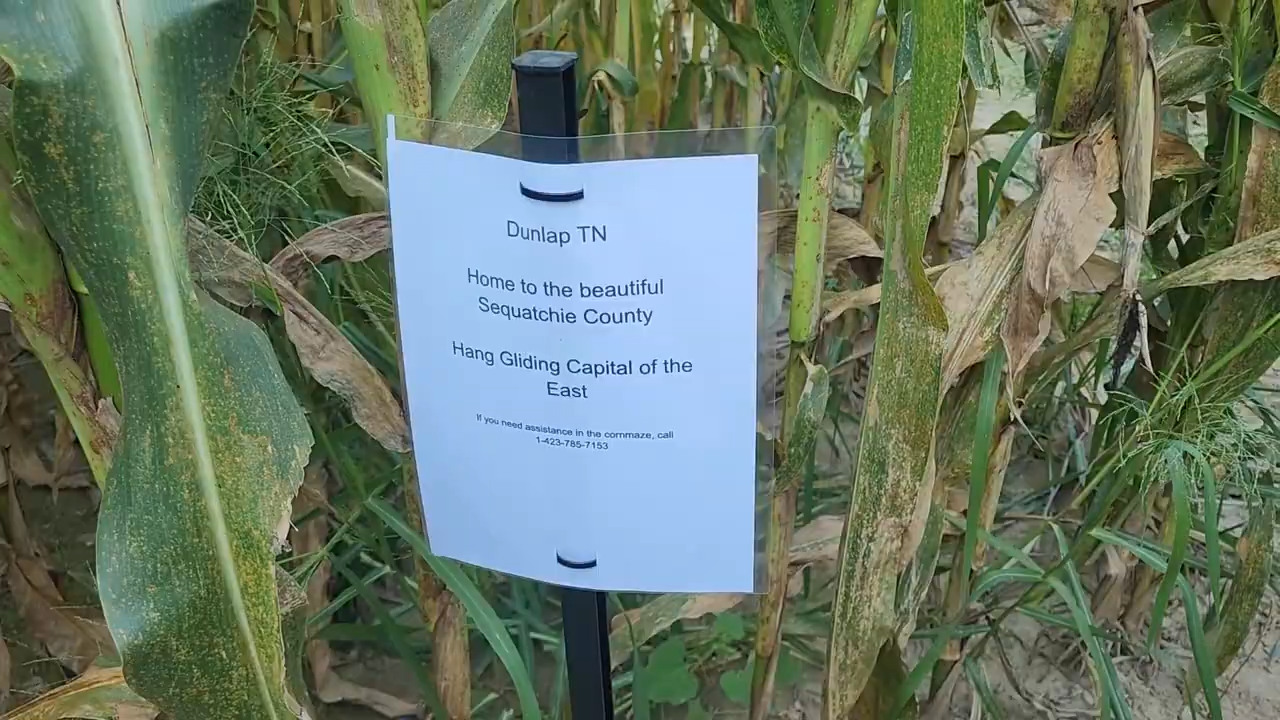 Dunlap TN
Home to the beautiful
Sequatchie County
Hang Gliding Capital of the
East
If you need assistance in the cornmaze, call
1-423-785-7153